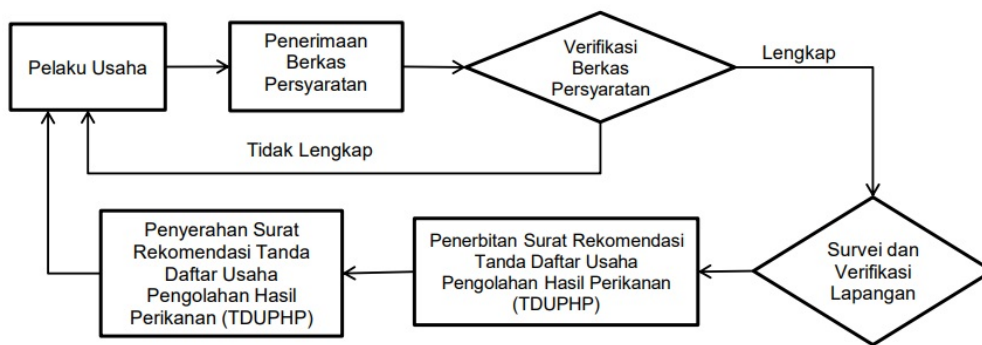 Pelaku Usaha
Penerimaan
Berkas
Persyaratan
Verifikasi
Berkas
Persyaratan
Lengkap
Tidak Lengkap
Survei dan
Verifikasi
Lapangan
Penerbitan Surat Rekomendasi
Tanda Daftar Usaha
Pengolahan Hasil Perikanan
(TDUPHP)
Penyerahan Surat
Rekomendasi Tanda
Daftar Usaha
Pengolahan Hasil
Perikanan (TDUPHP)